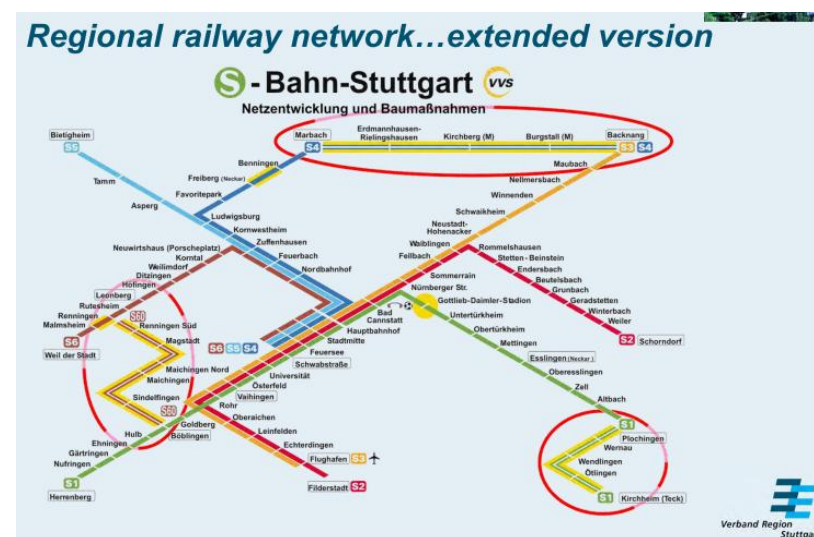 Regional railway network...extended version
S - Bahn-Stuttgart VVS
Netzentwicklung und Baumaßnahmen
Bietigheim
S5
Tamm
Asperg
Marbach
S4
Erdmannhausen-
Rielingshausen
Kirchberg (M)
Burgstall (M)
Backnang
S3 S4
Benningen
Freiberg (Neckar)
Favoritepark
Ludwigsburg
Kornwestheim
Zuffenhausen
Feuerbach
Nordbahnhof
Maubach
Nellmersbach
Winnenden
Schwaikheim
Neustadt-
Hohenacker
Waiblingen
Fellbach
Sommerrain
Nürnberger Str.
Rommelshausen
Stetten - Beinstein
Endersbach
Beutelsbach
Grunbach
Geradstetten
Winterbach
Weiler
S2 Schorndorf
Neuwirtshaus (Porscheplatz)
Korntal
Weilimdorf
Ditzingen
Höfingen
Leonberg
Rutesheim
Renningen
Malmsheim
S6
Weil der Stadt
S60
Renningen Süd
Magstadt
Maichingen Nord
Maichingen
Sindelfingen
S60
S6 S5 S4
Bad
Cannstatt
Hauptbahnhof
Stadtmitte
Feuersee
Schwabstraße
Universität
Österfeld
Vaihingen
Rohr
Oberaichen
Leinfelden
Echterdingen
Flughafen S3
Filderstadt S2
Goldberg
Böblingen
Hulb
Ehningen
Gärtringen
Nufringen
S1
Herrenberg
Gottlieb-Daimler-Stadion
Untertürkheim
Obertürkheim
Mettingen
Esslingen (Neckar)
Oberesslingen
Zell
Altbach
S1
Plochingen
Wernau
Wendlingen
Ötlingen
S1 Kirchheim (Teck)
Verband Region
Stuttga